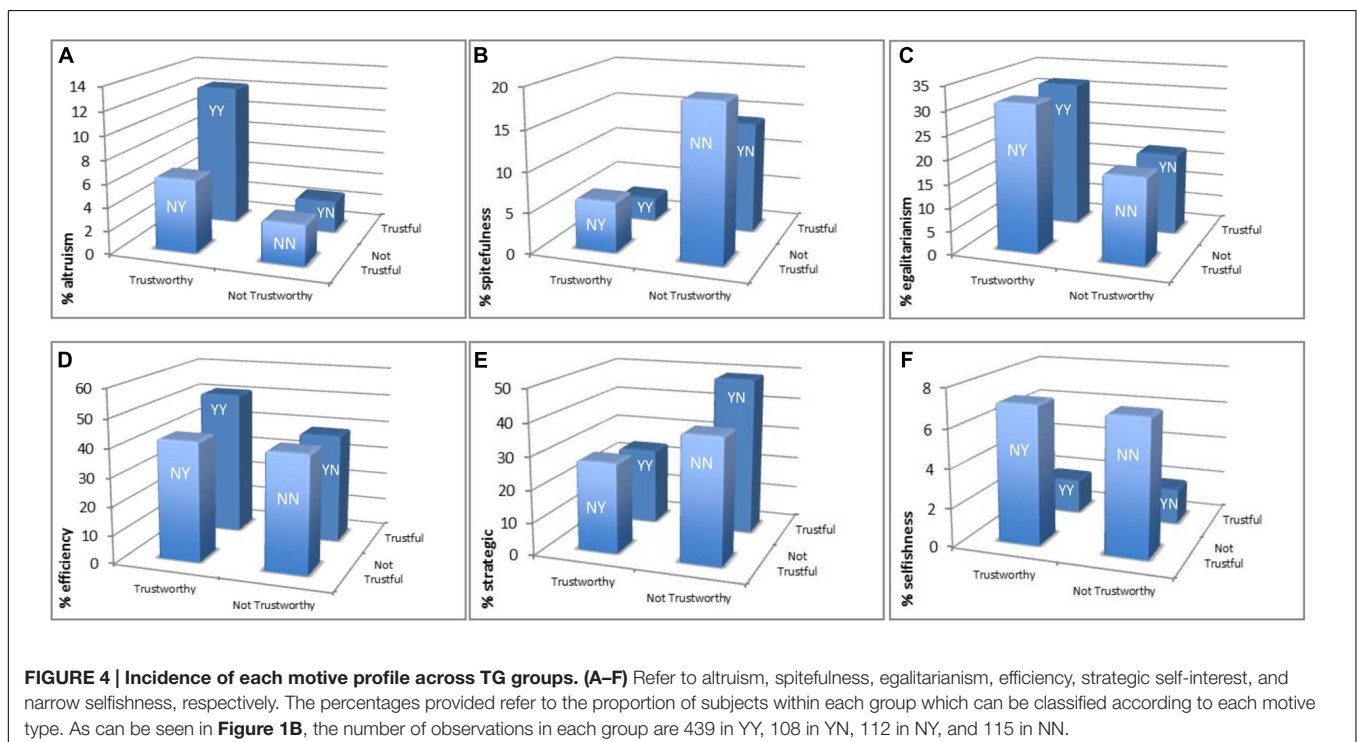 A
% altruism
14
12
10
8
6
4
2
0
YY
NY
YN
NN
Trustworthy
Not Trustworthy
Trustful
Not
Trustful
B
% spitefulness
20
15
10
5
0
NN
YN
NY
YY
Trustworthy
Not Trustworthy
Trustful
Not
Trustful
C
% egalitarianism
35
30
25
20
15
10
5
0
NY
YY
NN
YN
Trustworthy
Not Trustworthy
Trustful
Not
Trustful
D
% efficiency
60
50
40
30
20
10
0
NY
YY
NN
YN
Trustworthy
Not Trustworthy
Trustful
Not
Trustful
E
% strategic
50
40
30
20
10
0
NY
YY
NN
YN
Trustworthy
Not Trustworthy
Trustful
Not
Trustful
F
% selfishness
8
6
4
2
0
NY
YY
NN
YN
Trustworthy
Not Trustworthy
Trustful
Not
Trustful
FIGURE 4 | Incidence of each motive profile across TG groups. (A–F) Refer to altruism, spitefulness, egalitarianism, efficiency, strategic self-interest, and
narrow selfishness, respectively. The percentages provided refer to the proportion of subjects within each group which can be classified according to each motive
type. As can be seen in Figure 1B, the number of observations in each group are 439 in YY, 108 in YN, 112 in NY, and 115 in NN.